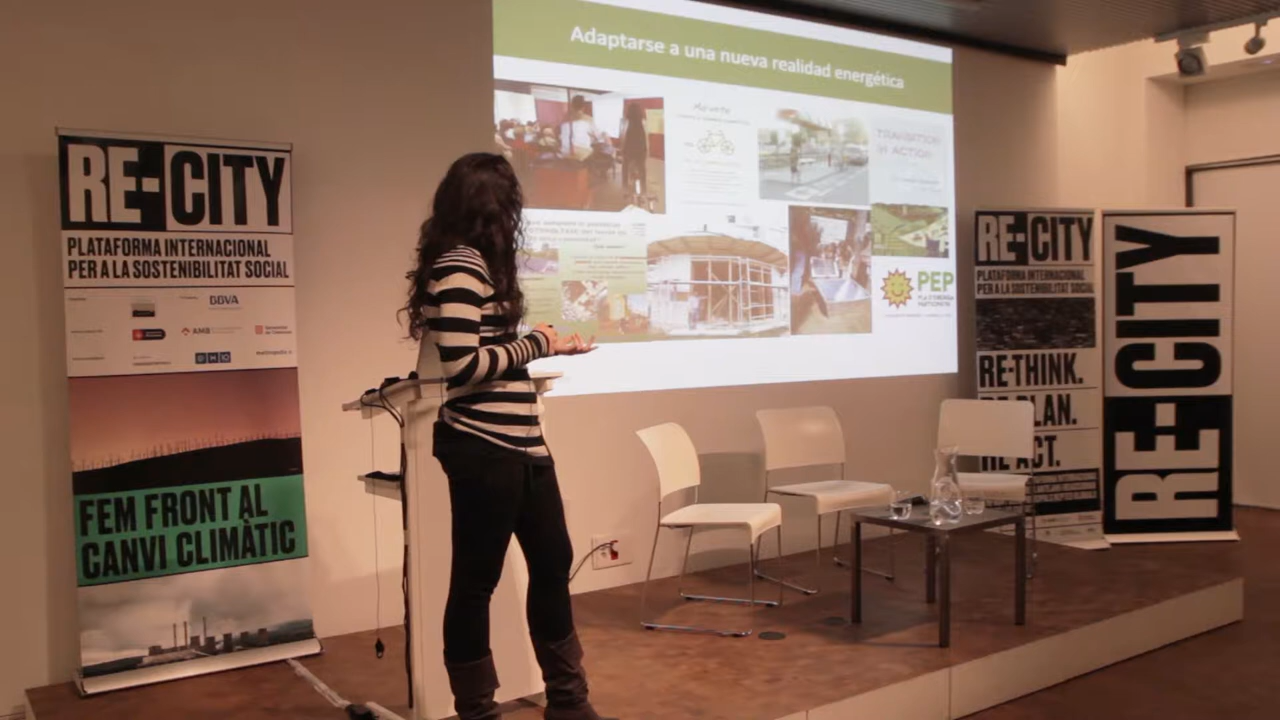 RE-CITY
PLATAFORMA INTERNACIONAL
PER A LA SOSTENIBILITAT SOCIAL
BBVA
AMB
FEM FRONT AL
CANVI CLIMÀTIC
Adaptarse a una nueva realidad energética
TRANSITION
IN ACTION
PEP
RE-CITY
PLATAFORMA INTERNACIONAL
PER A LA SOSTENIBILITAT SOCIAL
RE-THINK.
PLAN.
ACT.
RE-CITY